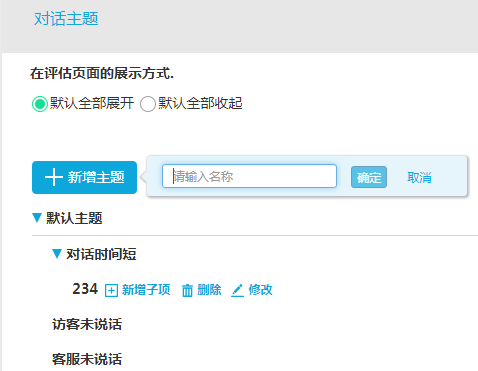 对话主题
在评估页面的展示方式.
默认全部展开 默认全部收起
新增主题 请输入名称 确定 取消
默认主题
对话时间短
234 新增子项 删除 修改
访客未说话
客服未说话